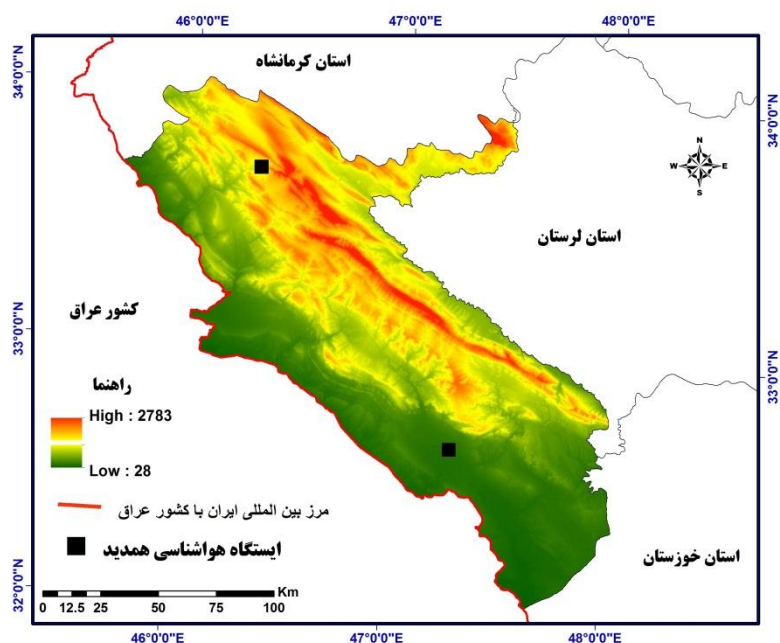 46°0'0"E 47°0'0"E 48°0'0"E
34°0'0"N
استان کرمانشاه
34°0'0"N
N
W E
S
استان لرستان
کشور عراق
33°0'0"N
33°0'0"N
راهنما
High : 2783
Low : 28
مرز بین المللی ایران با کشور عراق
ایستگاه هواشناسی همدید
استان خوزستان
Km
0 12.5 25 50 75 100
32°0'0"N
32°0'0"N
46°0'0"E 47°0'0"E 48°0'0"E